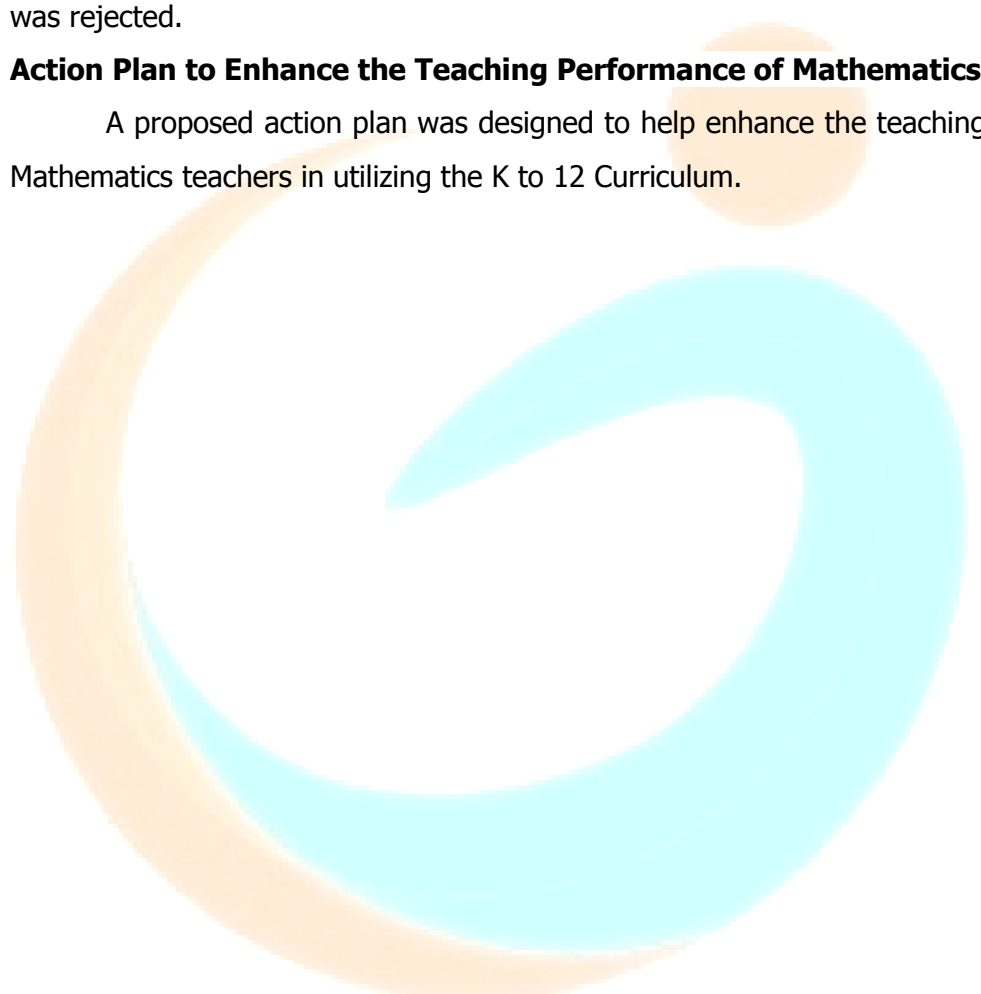 was rejected.
Action Plan to Enhance the Teaching Performance of Mathematics
A proposed action plan was designed to help enhance the teaching
Mathematics teachers in utilizing the K to 12 Curriculum.